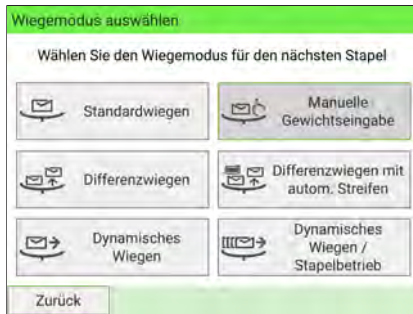 Wiegemodus auswählen
Wählen Sie den Wiegemodus für den nächsten Stapel
Standardwiegen
Manuelle
Gewichtseingabe
Differenzwiegen
Differenzwiegen mit
autom. Streifen
Dynamisches
Wiegen
Dynamisches
Wiegen /
Stapelbetrieb
Zurück